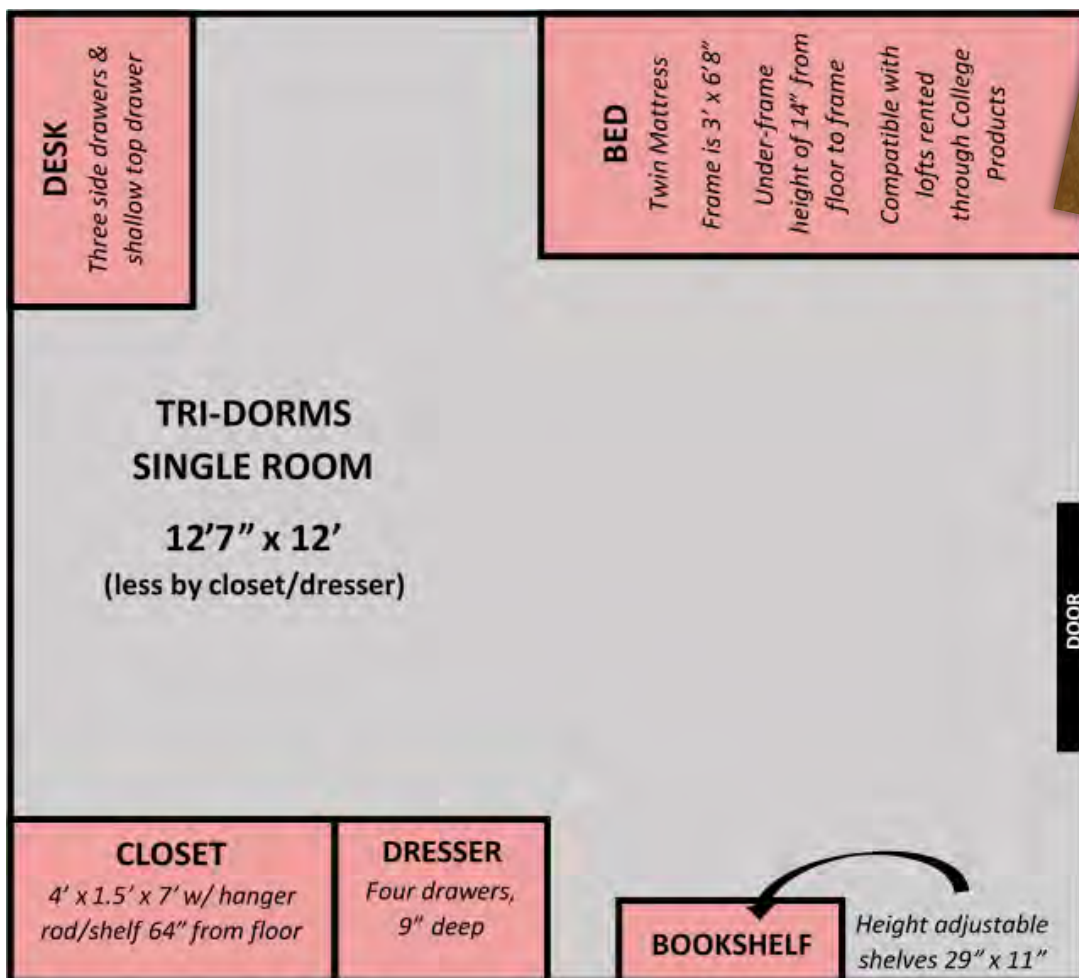 DESK
Three side drawers &
shallow top drawer
BED
Twin Mattress
Frame is 3’ x 6’8”
Under-frame
height of 14” from
floor to frame
Compatible with
lofts rented
through College
Products
TRI-DORMS
SINGLE ROOM
12’7” x 12’
(less by closet/dresser)
DOOR
CLOSET
4’ x 1.5’ x 7’ w/ hanger
rod/shelf 64” from floor
DRESSER
Four drawers,
9” deep
BOOKSHELF
Height adjustable
shelves 29” x 11”